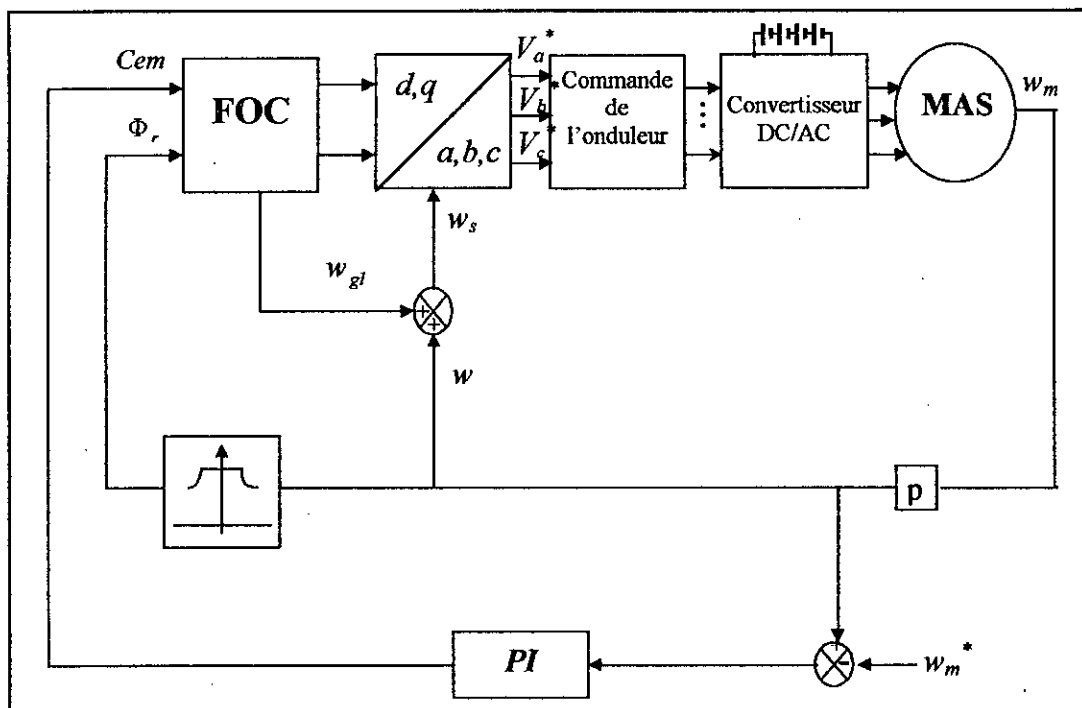 Cem
Φr
FOC
d,q
a,b,c
Va*
Vb*
Vc*
Commande
de
l'onduleur
Convertisseur
DC/AC
MAS
wm
ws
wgl
+
+
w
p
PI
+
-
wm*